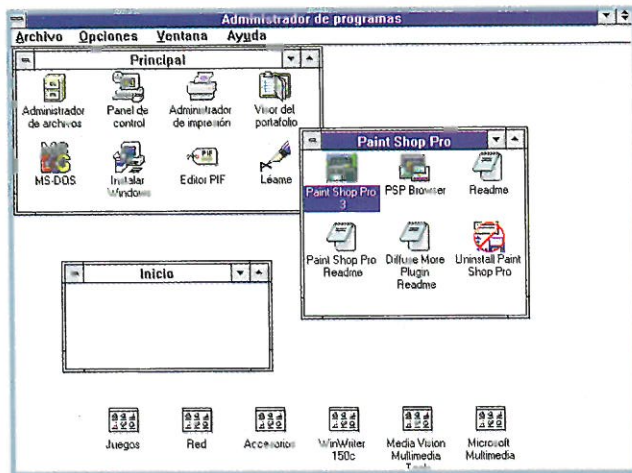 Administrador de programas
Archivo Opciones Ventana Ayuda
Principal
Administrador de archivos
Panel de control
Administrador de impresión
Visor del portafolio
MS-DOS
Instalar Windows
Editor PIF
Léame
Paint Shop Pro
Paint Shop Pro 3
PSP Browser
Readme
Paint Shop Pro Readme
Diffuse More Plugin Readme
Uninstall Paint Shop Pro
Inicio
Juegos
Red
Accesorios
WinWriter 150c
Media Vision Multimedia Tools
Microsoft Multimedia